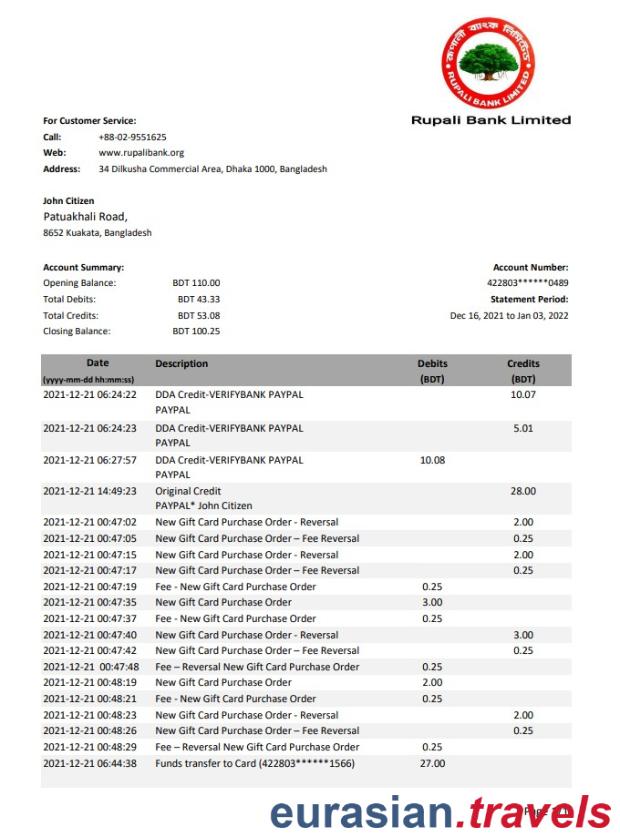 রূপালী ব্যাংক লিমিটেড
RUPALI BANK LIMITED
Rupali Bank Limited
For Customer Service:
Call: +88-02-9551625
Web: www.rupalibank.org
Address: 34 Dilkusha Commercial Area, Dhaka 1000, Bangladesh
John Citizen
Patuakhali Road,
8652 Kuakata, Bangladesh
Account Summary: Account Number:
Opening Balance: BDT 110.00 422803******0489
Total Debits: BDT 43.33 Statement Period:
Total Credits: BDT 53.08 Dec 16, 2021 to Jan 03, 2022
Closing Balance: BDT 100.25
Date Description Debits Credits
(yyyy-mm-dd hh:mm:ss) (BDT) (BDT)
2021-12-21 06:24:22 DDA Credit-VERIFYBANK PAYPAL 10.07
PAYPAL
2021-12-21 06:24:23 DDA Credit-VERIFYBANK PAYPAL 5.01
PAYPAL
2021-12-21 06:27:57 DDA Credit-VERIFYBANK PAYPAL 10.08
PAYPAL
2021-12-21 14:49:23 Original Credit 28.00
PAYPAL* John Citizen
2021-12-21 00:47:02 New Gift Card Purchase Order - Reversal 2.00
2021-12-21 00:47:05 New Gift Card Purchase Order – Fee Reversal 0.25
2021-12-21 00:47:15 New Gift Card Purchase Order - Reversal 2.00
2021-12-21 00:47:17 New Gift Card Purchase Order – Fee Reversal 0.25
2021-12-21 00:47:19 Fee - New Gift Card Purchase Order 0.25
2021-12-21 00:47:35 New Gift Card Purchase Order 3.00
2021-12-21 00:47:37 Fee - New Gift Card Purchase Order 0.25
2021-12-21 00:47:40 New Gift Card Purchase Order - Reversal 3.00
2021-12-21 00:47:42 New Gift Card Purchase Order – Fee Reversal 0.25
2021-12-21 00:47:48 Fee – Reversal New Gift Card Purchase Order 0.25
2021-12-21 00:48:19 New Gift Card Purchase Order 2.00
2021-12-21 00:48:21 Fee - New Gift Card Purchase Order 0.25
2021-12-21 00:48:23 New Gift Card Purchase Order - Reversal 2.00
2021-12-21 00:48:26 New Gift Card Purchase Order – Fee Reversal 0.25
2021-12-21 00:48:29 Fee – Reversal New Gift Card Purchase Order 0.25
2021-12-21 06:44:38 Funds transfer to Card (422803******1566) 27.00
eurasian.travels